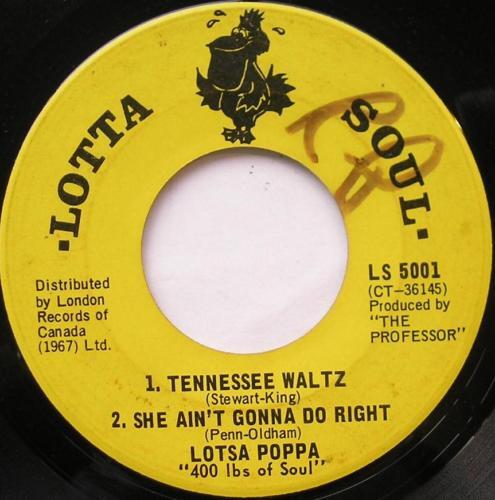 ·LOTTA SOUL·
Distributed
by London
Records of
Canada
(1967) Ltd.
LS 5001
(CT-36145)
Produced by
"THE
PROFESSOR"
1. TENNESSEE WALTZ
(Stewart-King)
2. SHE AIN'T GONNA DO RIGHT
(Penn-Oldham)
LOTSA POPPA
"400 lbs of Soul"